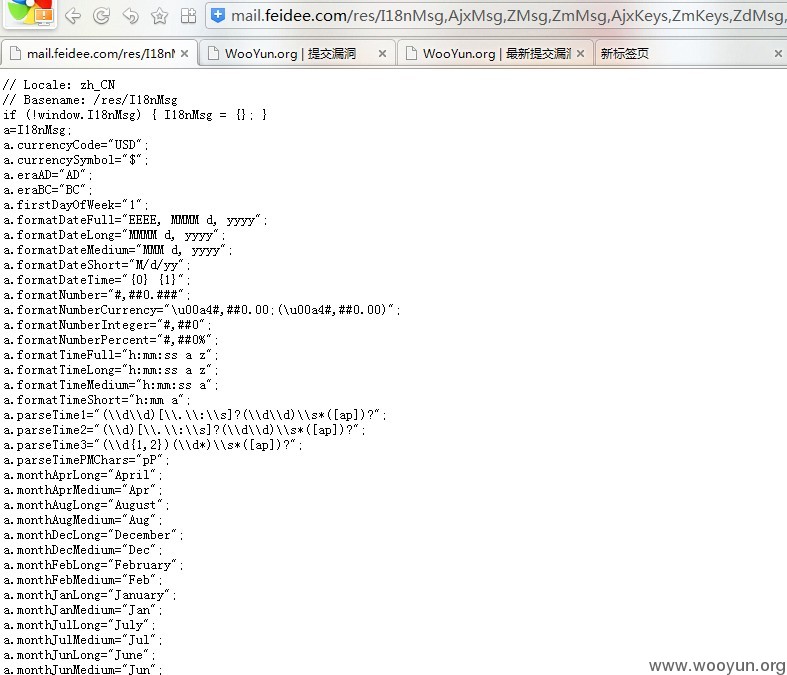 mail.feidee.com/res/I18nMsg,AjxMsg,ZMsg,ZmMsg,AjxKeys,ZmKeys,ZdMsg,
mail.feidee.com/res/I18nM
WooYun.org | 提交漏洞
WooYun.org | 最新提交漏洞
新标签页
// Locale: zh_CN
// Basename: /res/I18nMsg
if (!window.I18nMsg) { I18nMsg = {}; }
a=I18nMsg;
a.currencyCode="USD";
a.currencySymbol="$";
a.eraAD="AD";
a.eraBC="BC";
a.firstDayOfWeek="1";
a.formatDateFull="EEEE, MMMM d, yyyy";
a.formatDateLong="MMMM d, yyyy";
a.formatDateMedium="MMM d, yyyy";
a.formatDateShort="M/d/yy";
a.formatDateTime="{0} {1}";
a.formatNumber="#,##0.###";
a.formatNumberCurrency="\u00a4#,##0.00;(\u00a4#,##0.00)";
a.formatNumberInteger="#,##0";
a.formatNumberPercent="#,##0%";
a.formatTimeFull="h:mm:ss a z";
a.formatTimeLong="h:mm:ss a z";
a.formatTimeMedium="h:mm:ss a";
a.formatTimeShort="h:mm a";
a.parseTime1="(\\d\\d)[\\.\\:\\s]?(\\d\\d)\\s*([ap])?";
a.parseTime2="(\\d)[\\.\\:\\s]?(\\d\\d)\\s*([ap])?";
a.parseTime3="(\\d{1,2})(\\d*)\\s*([ap])?";
a.parseTimePMChars="pP";
a.monthAprLong="April";
a.monthAprMedium="Apr";
a.monthAugLong="August";
a.monthAugMedium="Aug";
a.monthDecLong="December";
a.monthDecMedium="Dec";
a.monthFebLong="February";
a.monthFebMedium="Feb";
a.monthJanLong="January";
a.monthJanMedium="Jan";
a.monthJulLong="July";
a.monthJulMedium="Jul";
a.monthJunLong="June";
a.monthJunMedium="Jun";
www.wooyun.org